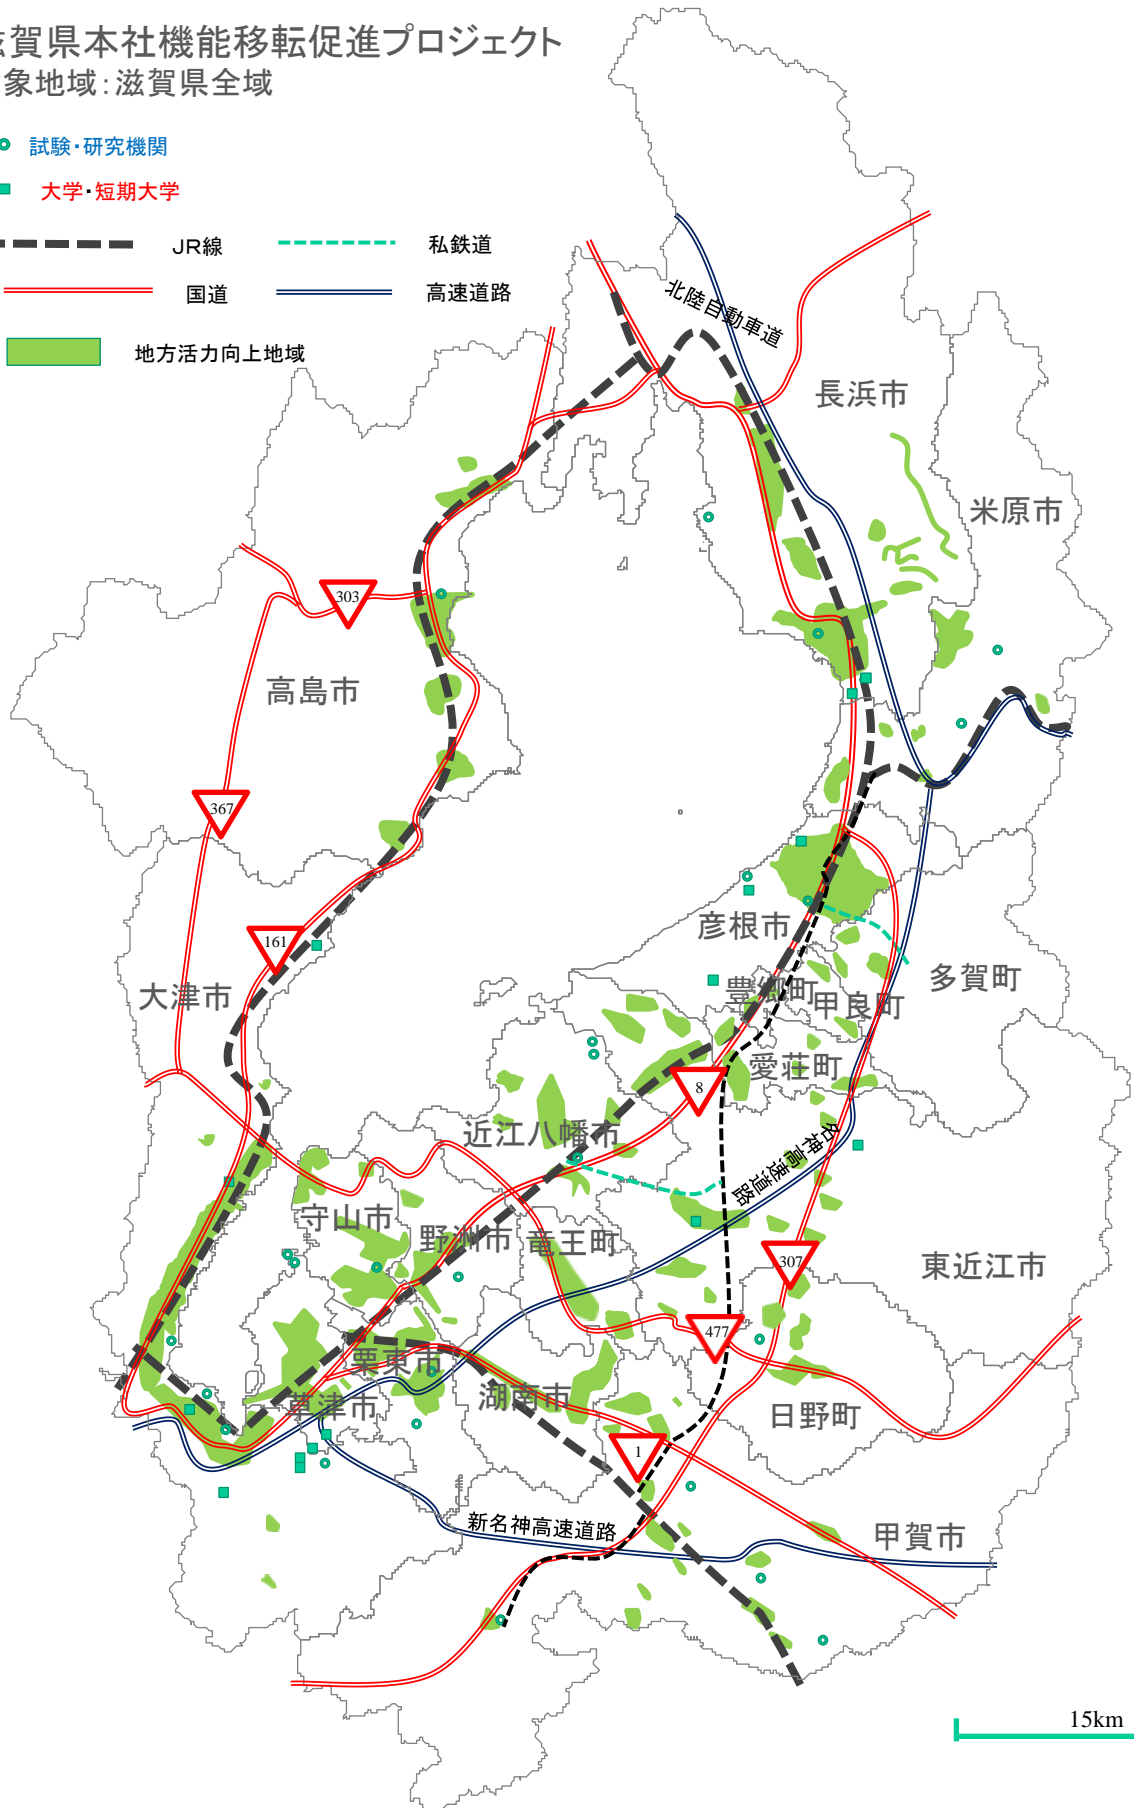 滋賀県本社機能移転促進プロジェクト
象地域：滋賀県全域
試験・研究機関
大学・短期大学
JR線
私鉄道
国道
高速道路
地方活力向上地域
北陸自動車道
長浜市
米原市
303
高島市
367
161
彦根市
大津市
豊郷町
甲良町
多賀町
愛荘町
8
近江八幡市
名神高速道路
守山市
野洲市
竜王町
東近江市
307
477
栗東市
湖南市
草津市
日野町
1
新名神高速道路
甲賀市
15km